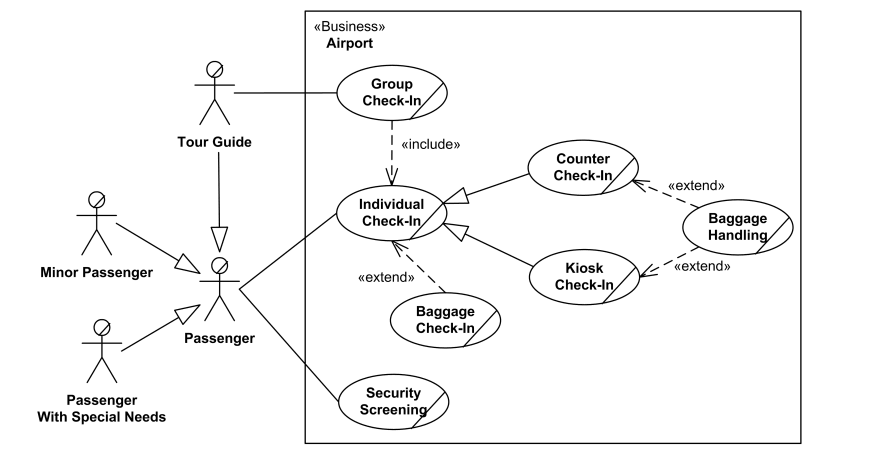 «Business»
Airport
Group
Check-In
Tour Guide
«include»
Counter
Check-In
«extend»
Individual
Check-In
Baggage
Handling
Minor Passenger
«extend»
Kiosk
Check-In
«extend»
Baggage
Check-In
Passenger
Passenger
With Special Needs
Security
Screening